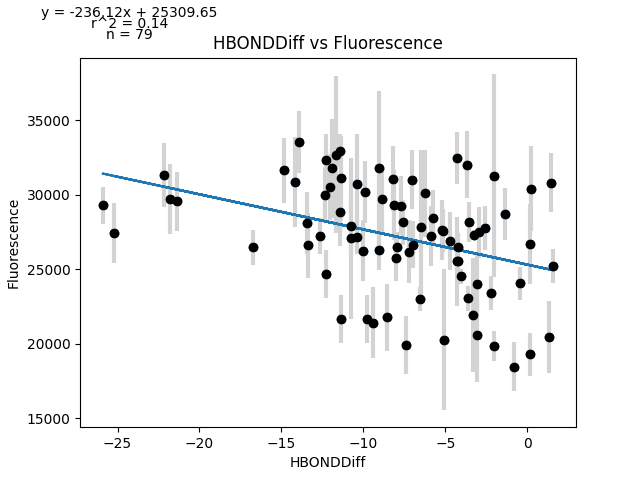 y = -236.12x + 25309.65
r^2 = 0.14
n = 79
HBONDDiff vs Fluorescence
Fluorescence
35000
30000
25000
20000
15000
−25
−20
−15
−10
−5
0
HBONDDiff